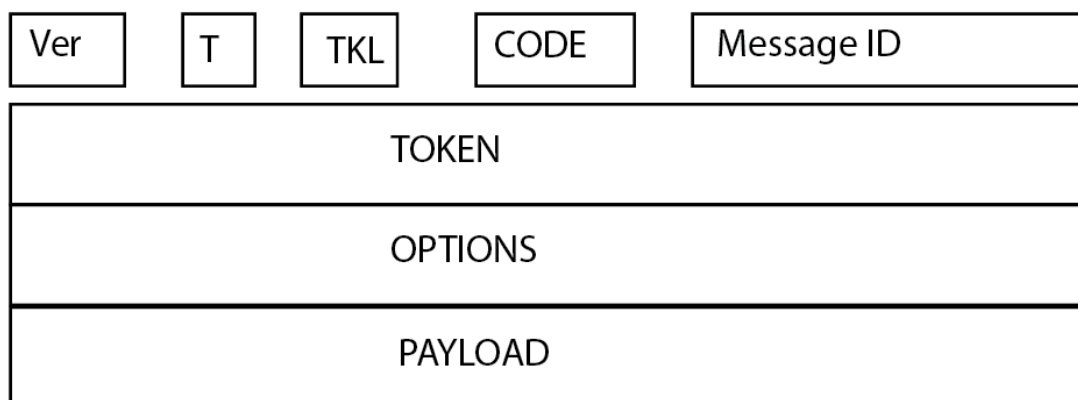 Ver T TKL CODE Message ID
TOKEN
OPTIONS
PAYLOAD